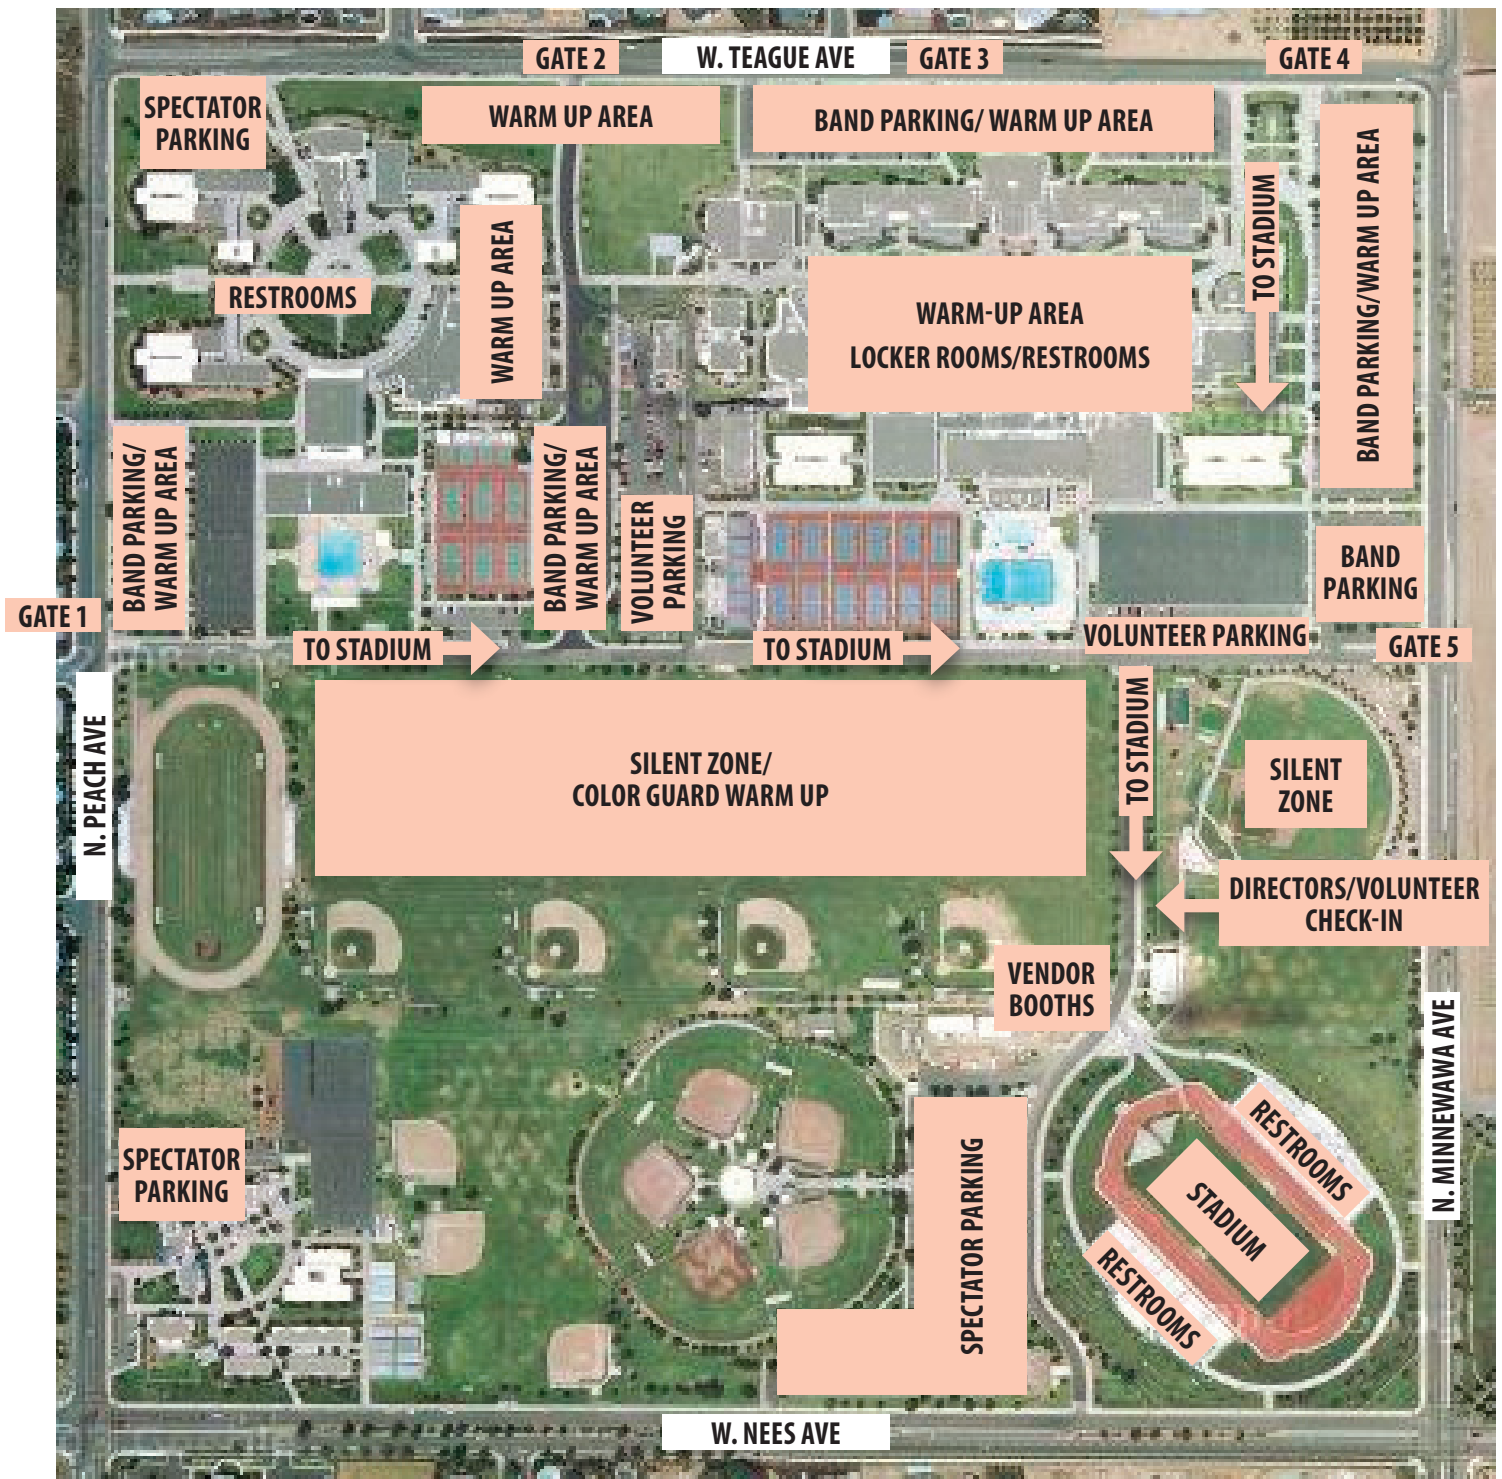 GATE 2
W. TEAGUE AVE
GATE 3
GATE 4
SPECTATOR
PARKING
WARM UP AREA
BAND PARKING/ WARM UP AREA
BAND PARKING/WARM UP AREA
TO STADIUM
WARM UP AREA
RESTROOMS
WARM-UP AREA
LOCKER ROOMS/RESTROOMS
BAND PARKING/
WARM UP AREA
BAND PARKING/
WARM UP AREA
VOLUNTEER
PARKING
BAND
PARKING
GATE 1
TO STADIUM
TO STADIUM
VOLUNTEER PARKING
GATE 5
N. PEACH AVE
SILENT ZONE/
COLOR GUARD WARM UP
TO STADIUM
SILENT
ZONE
DIRECTORS/VOLUNTEER
CHECK-IN
VENDOR
BOOTHS
N. MINNEWAWA AVE
SPECTATOR
PARKING
SPECTATOR PARKING
RESTROOMS
STADIUM
RESTROOMS
W. NEES AVE